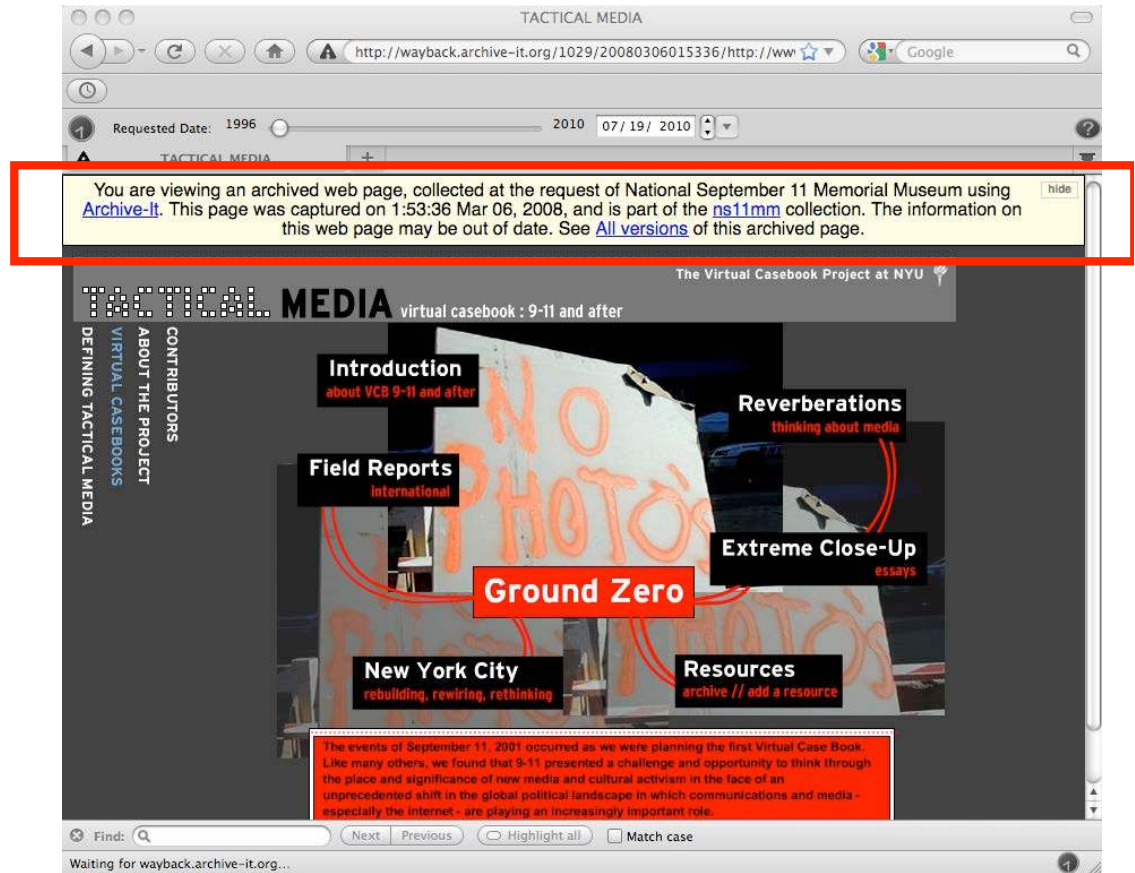 TACTICAL MEDIA
http://wayback.archive-it.org/1029/20080306015336/http://www
Google
Requested Date: 1996 2010 07/ 19/ 2010
TACTICAL MEDIA
You are viewing an archived web page, collected at the request of National September 11 Memorial Museum using
hide
Archive-It. This page was captured on 1:53:36 Mar 06, 2008, and is part of the ns11mm collection. The information on
this web page may be out of date. See All versions of this archived page.
The Virtual Casebook Project at NYU
TACTICAL MEDIA virtual casebook : 9-11 and after
DEFINING TACTICAL MEDIA
VIRTUAL CASEBOOKS
ABOUT THE PROJECT
CONTRIBUTORS
Introduction
about VCB 9-11 and after
NO
PHOTO'S
Reverberations
thinking about media
Field Reports
international
Extreme Close-Up
essays
Ground Zero
PHOTO'S
New York City
rebuilding, rewiring, rethinking
Resources
archive // add a resource
The events of September 11, 2001 occurred as we were planning the first Virtual Case Book.
Like many others, we found that 9-11 presented a challenge and opportunity to think through
the place and significance of new media and cultural activism in the face of an
unprecedented shift in the global political landscape in which communications and media -
especially the internet - are playing an increasingly important role.
Find: Next Previous Highlight all Match case
Waiting for wayback.archive-it.org...